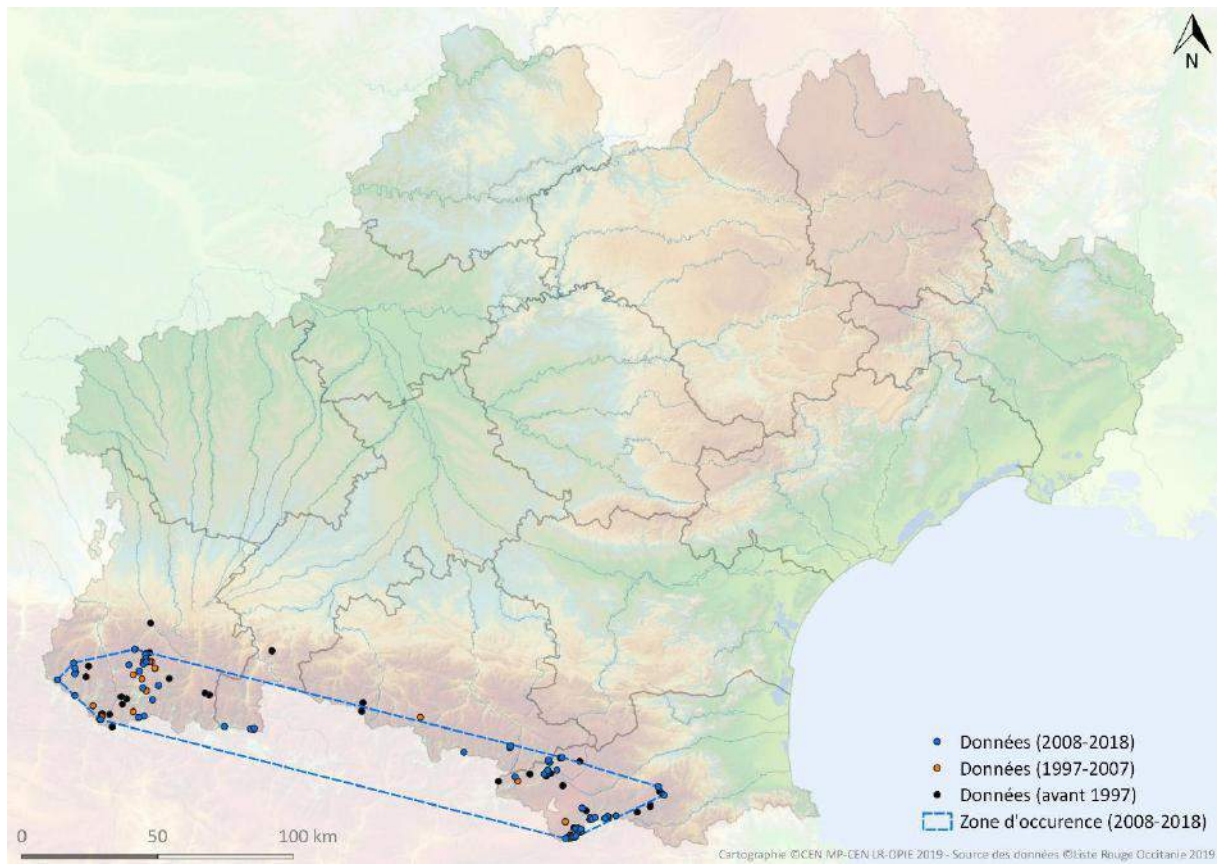 N
Données (2008-2018)
Données (1997-2007)
Données (avant 1997)
Zone d'occurence (2008-2018)
0 50 100 km
Cartographie ©CEN MP-CEN LR-OPIE 2019 - Source des données ©Liste Rouge Occitanie 2019